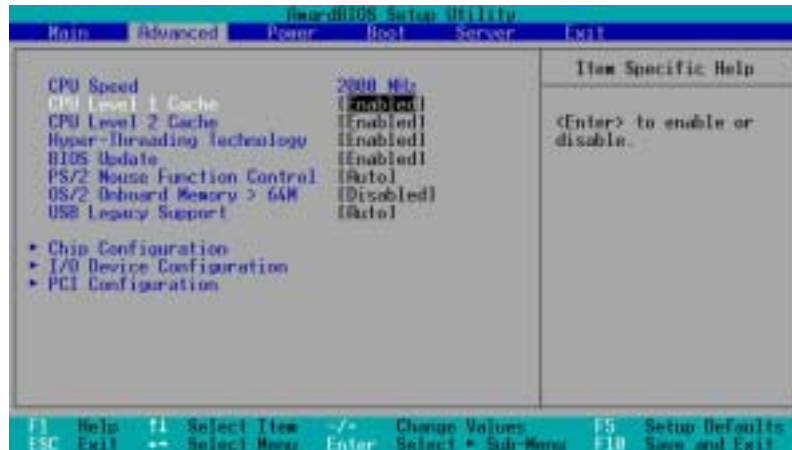 AwardBIOS Setup Utility
Main Advanced Power Boot Server Exit
Item Specific Help
CPU Speed 2000 MHz
CPU Level 1 Cache [Enabled]
CPU Level 2 Cache [Enabled]
<Enter> to enable or
Hyper-Threading Technology [Enabled]
disable.
BIOS Update [Enabled]
PS/2 Mouse Function Control [Auto]
OS/2 Onboard Memory > 64M [Disabled]
USB Legacy Support [Auto]
Chip Configuration
I/O Device Configuration
PCI Configuration
F1 Help ↑↓ Select Item -/+ Change Values F5 Setup Defaults
ESC Exit ←→ Select Menu Enter Select ▸ Sub-Menu F10 Save and Exit